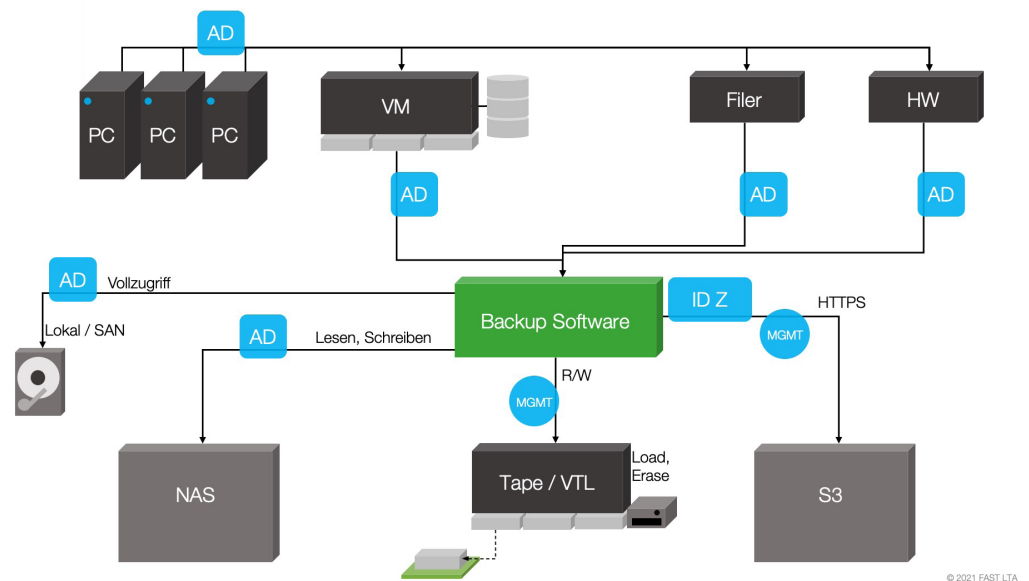 AD
PC
PC
PC
VM
Filer
HW
AD
AD
AD
AD
Vollzugriff
Lokal / SAN
AD
Lesen, Schreiben
Backup Software
ID Z
HTTPS
MGMT
R/W
MGMT
NAS
Tape / VTL
Load,
Erase
S3
© 2021 FAST LTA